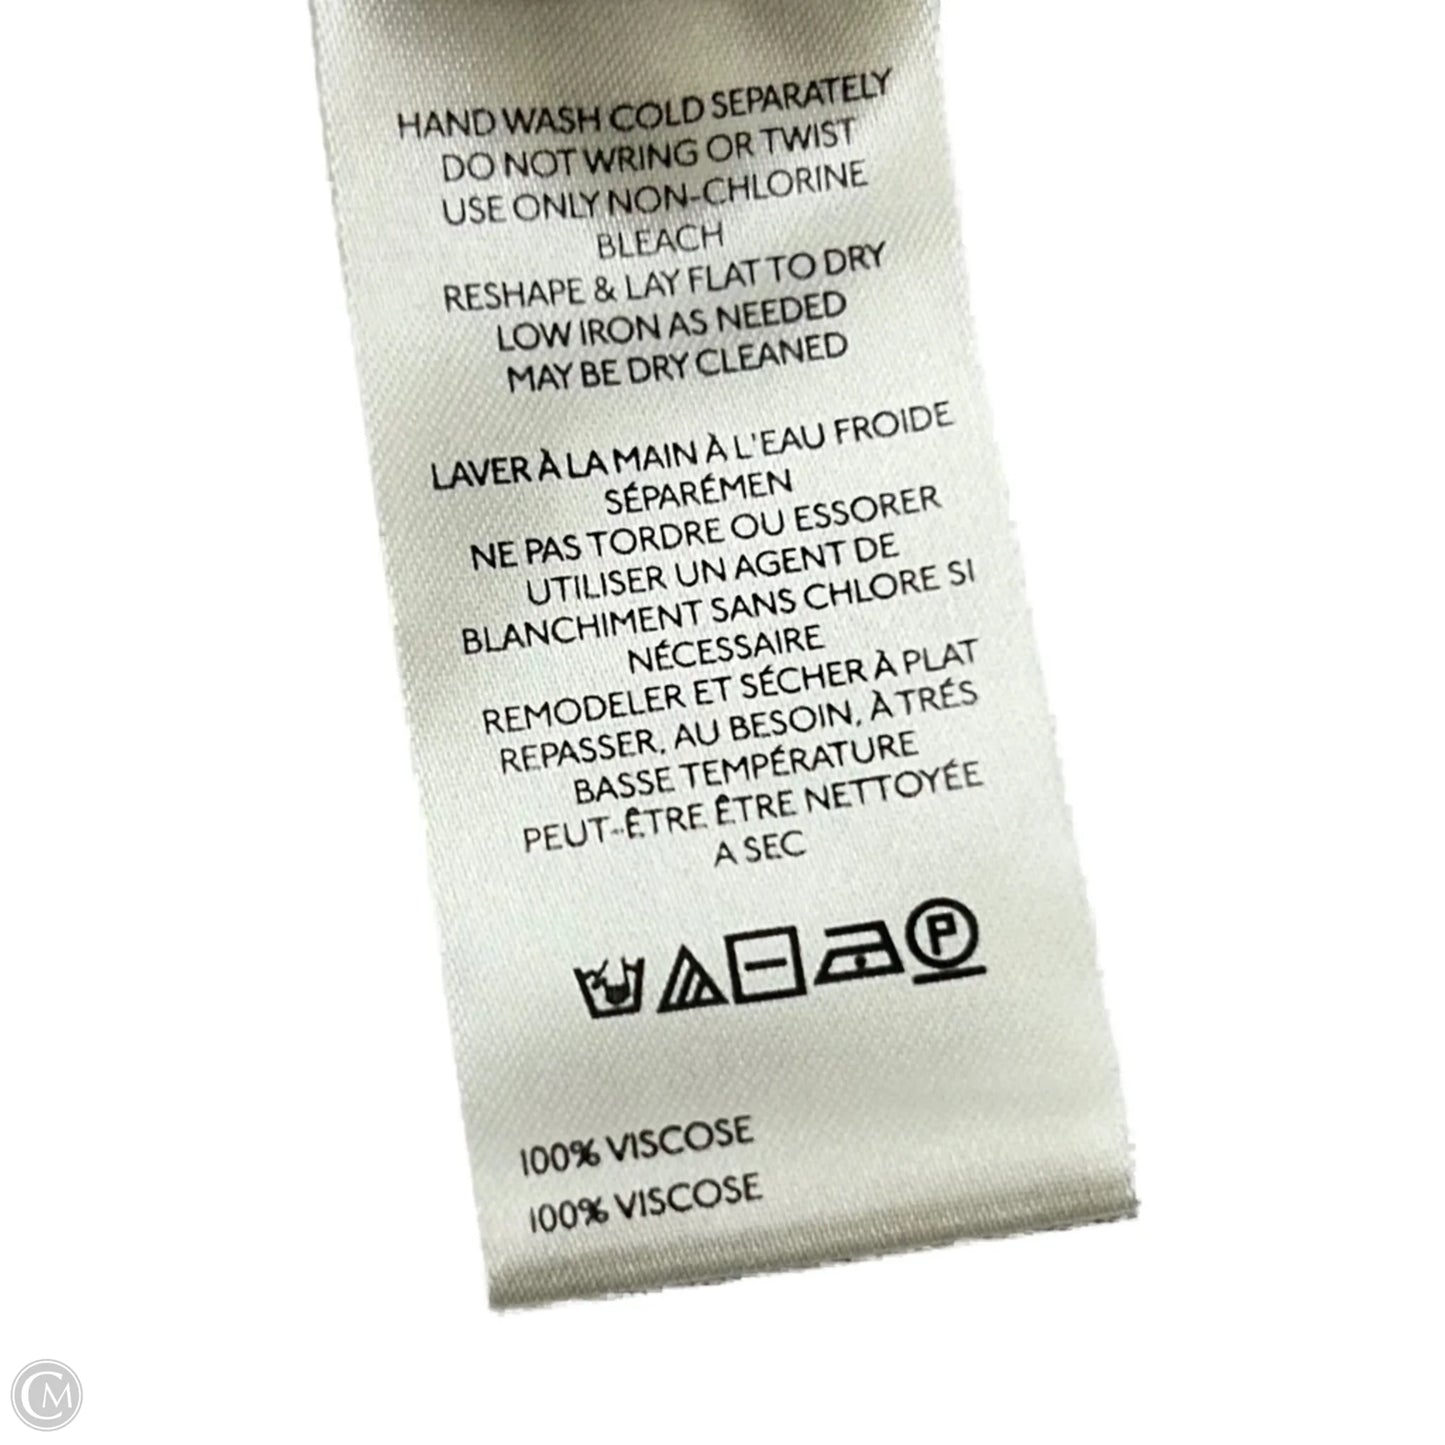 HAND WASH COLD SEPARATELY
DO NOT WRING OR TWIST
USE ONLY NON-CHLORINE
BLEACH
RESHAPE & LAY FLAT TO DRY
LOW IRON AS NEEDED
MAY BE DRY CLEANED
LAVER À LA MAIN À L'EAU FROIDE
SÉPARÉMEN
NE PAS TORDRE OU ESSORER
UTILISER UN AGENT DE
BLANCHIMENT SANS CHLORE SI
NÉCESSAIRE
REMODELER ET SÉCHER À PLAT
REPASSER, AU BESOIN, À TRÉS
BASSE TEMPÉRATURE
PEUT-ÊTRE ÊTRE NETTOYÉE
A SEC
P
100% VISCOSE
100% VISCOSE
CM